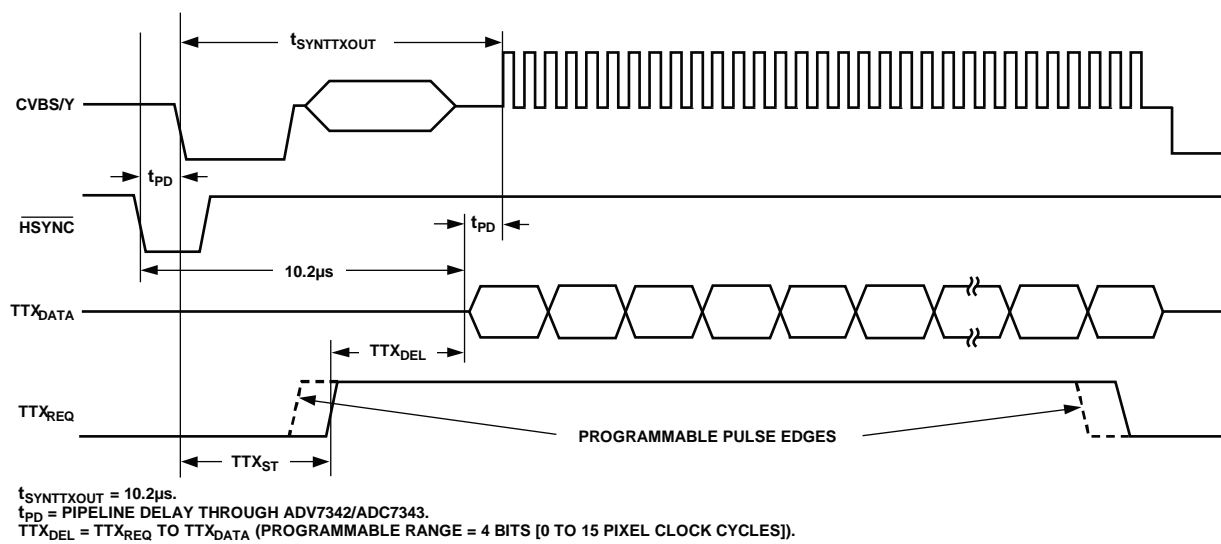 tSYNTTXOUT
CVBS/Y
tPD
HSYNC
tPD
10.2µs
TTXDATA
TTXDEL
TTXREQ
PROGRAMMABLE PULSE EDGES
TTXST
tSYNTTXOUT = 10.2µs.
tPD = PIPELINE DELAY THROUGH ADV7342/ADC7343.
TTXDEL = TTXREQ TO TTXDATA (PROGRAMMABLE RANGE = 4 BITS [0 TO 15 PIXEL CLOCK CYCLES]).